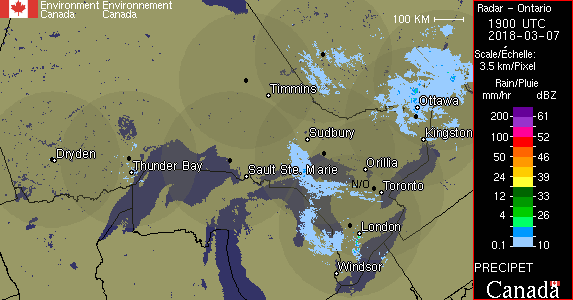 Environment Environnement
Canada Canada
100 KM
Timmins
Ottawa
Sudbury
Kingston
Dryden
Thunder Bay
Sault Ste. Marie
Orillia
N/O
Toronto
London
Windsor
Radar - Ontario
1900 UTC
2018-03-07
Scale/Échelle:
3.5 km/Pixel
Rain/Pluie
mm/hr dBZ
200 61
100 52
50 46
24 39
12 33
4 26
0.1 10
PRECIPET
Canada